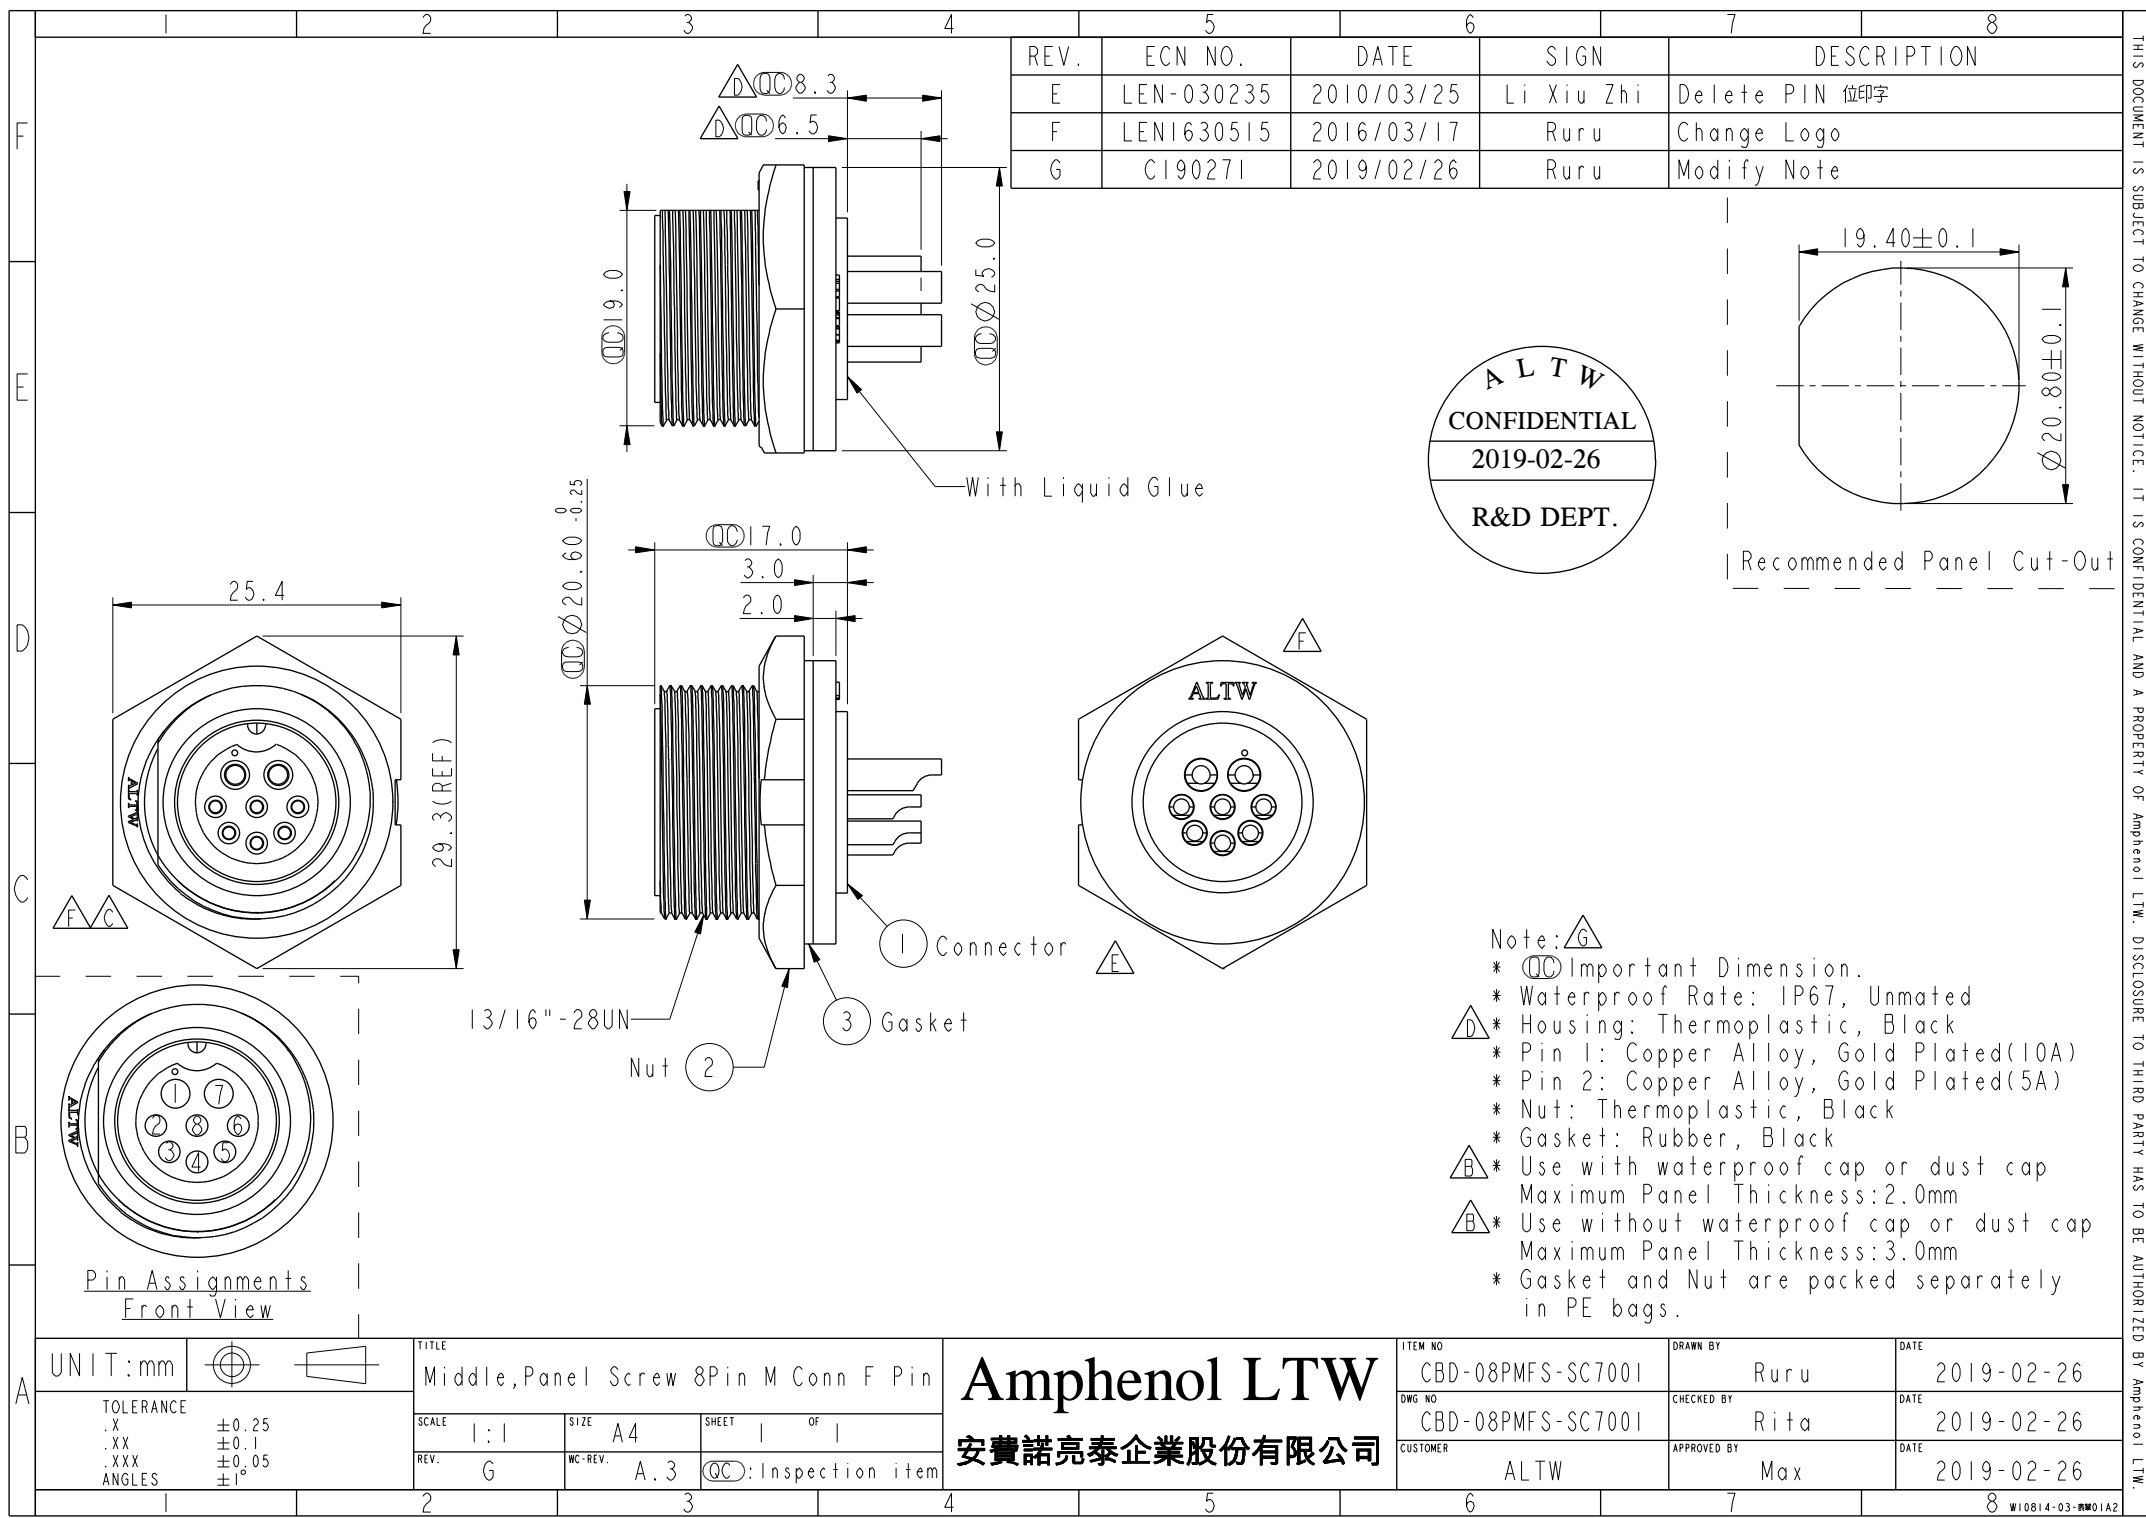 1 2 3 4 5 6 7 8
REV. ECN NO. DATE SIGN DESCRIPTION
E LEN-030235 2010/03/25 Li Xiu Zhi Delete PIN 位印字
F LEN1630515 2016/03/17 Ruru Change Logo
G C190271 2019/02/26 Ruru Modify Note
F
E
D
C
B
A
D QC 8.3
D QC 6.5
QC 19.0
QC Ø25.0
With Liquid Glue
19.40±0.1
Ø20.80±0.1
Recommended Panel Cut-Out
ALTW
CONFIDENTIAL
2019-02-26
R&D DEPT.
QC Ø20.60 0 -0.25
QC 17.0
3.0
2.0
25.4
29.3(REF)
ALTW
F C
F
ALTW
E
1 Connector
3 Gasket
13/16"-28UN
Nut 2
ALTW
1 7
2 8 6
3 4 5
Pin Assignments
Front View
Note: G
* QC Important Dimension.
* Waterproof Rate: IP67, Unmated
D * Housing: Thermoplastic, Black
* Pin 1: Copper Alloy, Gold Plated(10A)
* Pin 2: Copper Alloy, Gold Plated(5A)
* Nut: Thermoplastic, Black
* Gasket: Rubber, Black
B * Use with waterproof cap or dust cap
Maximum Panel Thickness:2.0mm
B * Use without waterproof cap or dust cap
Maximum Panel Thickness:3.0mm
* Gasket and Nut are packed separately
in PE bags.
UNIT:mm
TOLERANCE
.X ±0.25
.XX ±0.1
.XXX ±0.05
ANGLES ±1°
TITLE
Middle,Panel Screw 8Pin M Conn F Pin
SCALE 1:1 SIZE A4 SHEET 1 OF 1
REV. G WC-REV. A.3 QC :Inspection item
Amphenol LTW
安費諾亮泰企業股份有限公司
ITEM NO CBD-08PMFS-SC7001 DRAWN BY Ruru DATE 2019-02-26
DWG NO CBD-08PMFS-SC7001 CHECKED BY Rita DATE 2019-02-26
CUSTOMER ALTW APPROVED BY Max DATE 2019-02-26
1 2 3 4 5 6 7 8
THIS DOCUMENT IS SUBJECT TO CHANGE WITHOUT NOTICE. IT IS CONFIDENTIAL AND A PROPERTY OF Amphenol LTW. DISCLOSURE TO THIRD PARTY HAS TO BE AUTHORIZED BY Amphenol LTW.